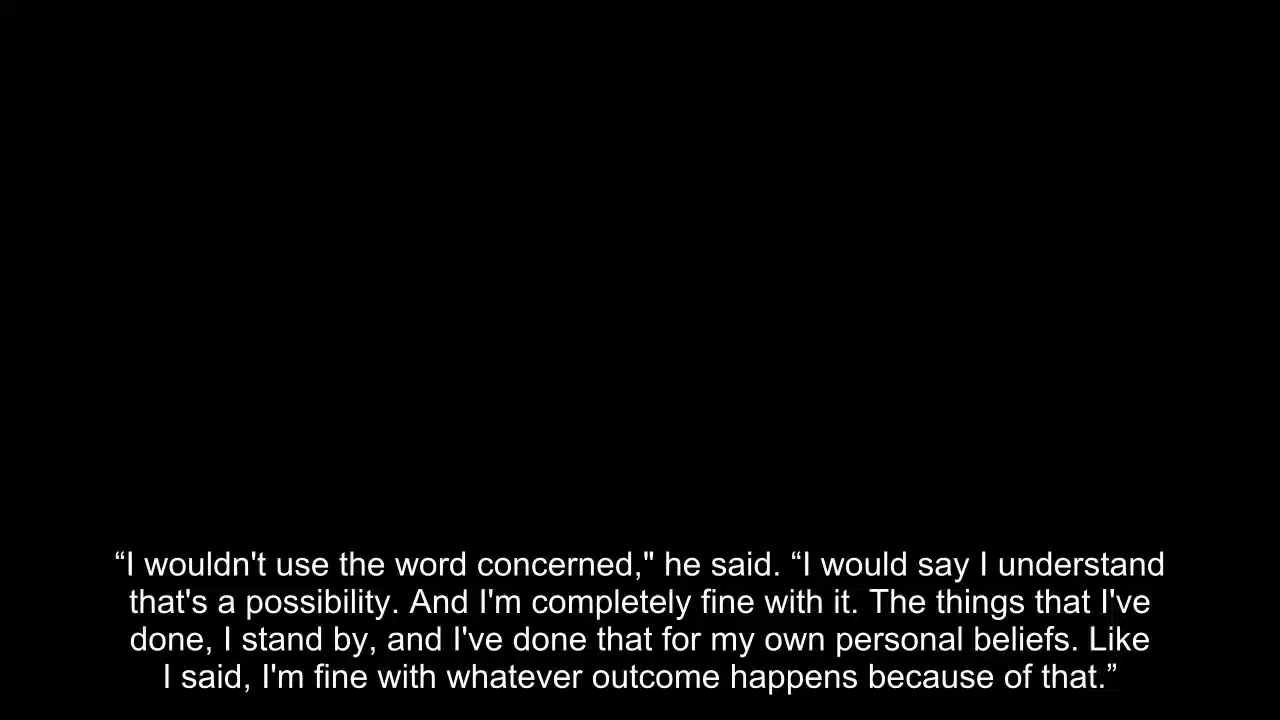 “I wouldn't use the word concerned," he said. “I would say I understand
that's a possibility. And I'm completely fine with it. The things that I've
done, I stand by, and I've done that for my own personal beliefs. Like
I said, I'm fine with whatever outcome happens because of that.”